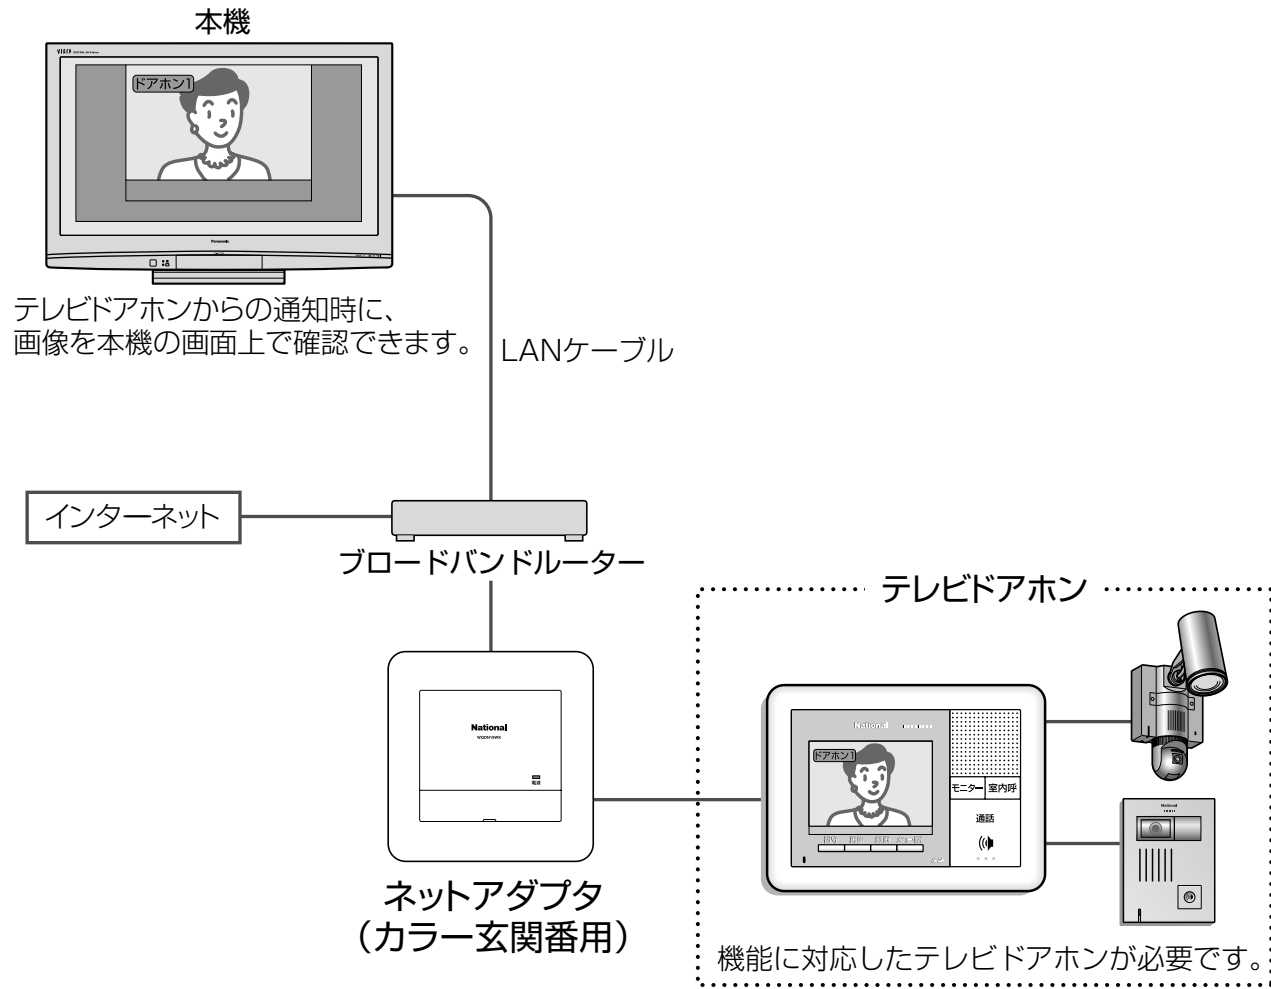 本機
VIERA
ドアホン1
Panasonic
テレビドアホンからの通知時に、
画像を本機の画面上で確認できます。
LANケーブル
インターネット
ブロードバンドルーター
テレビドアホン
National
電源
National
ドアホン1
モニター
室内呼
通話
National
ネットアダプタ
（カラー玄関番用）
機能に対応したテレビドアホンが必要です。